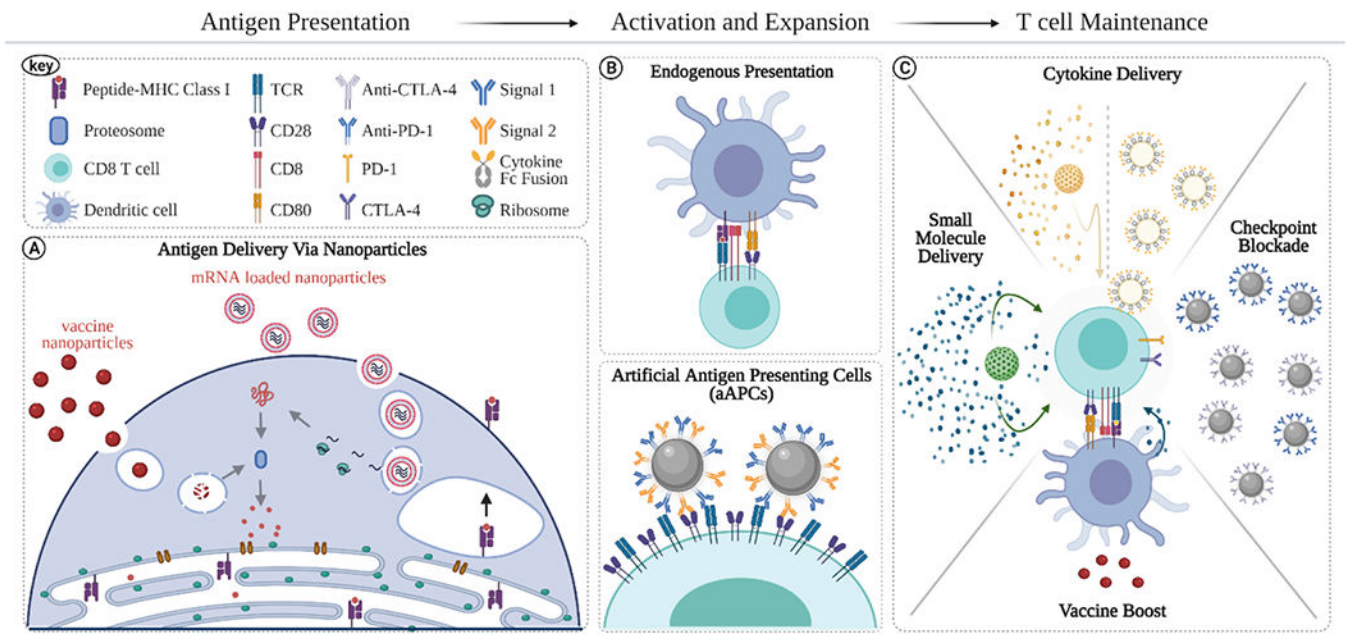 Antigen Presentation
Activation and Expansion
T cell Maintenance
key
Peptide-MHC Class I
Proteosome
CD8 T cell
Dendritic cell
TCR
CD28
CD8
CD80
Anti-CTLA-4
Anti-PD-1
PD-1
CTLA-4
Signal 1
Signal 2
Cytokine
Fc Fusion
Ribosome
A
Antigen Delivery Via Nanoparticles
mRNA loaded nanoparticles
vaccine
nanoparticles
B
Endogenous Presentation
Artificial Antigen Presenting Cells
(aAPCs)
C
Cytokine Delivery
Small
Molecule
Delivery
Checkpoint
Blockade
Vaccine Boost